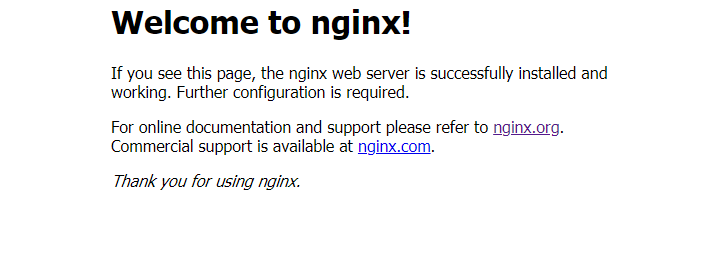 Welcome to nginx!
If you see this page, the nginx web server is successfully installed and
working. Further configuration is required.
For online documentation and support please refer to nginx.org.
Commercial support is available at nginx.com.
Thank you for using nginx.